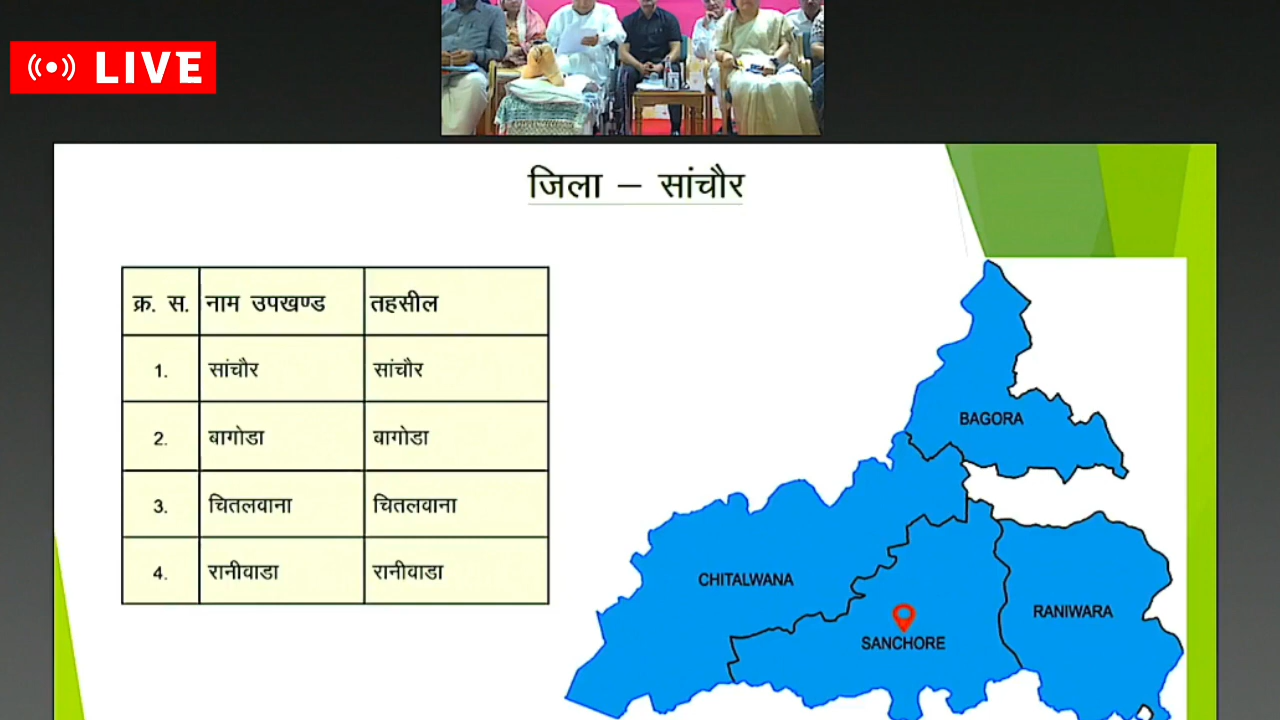 LIVE
जिला – सांचौर
क्र. स. नाम उपखण्ड तहसील
1. सांचौर सांचौर
2. बागोडा बागोडा
3. चितलवाना चितलवाना
4. रानीवाडा रानीवाडा
BAGORA
CHITALWANA
RANIWARA
SANCHORE